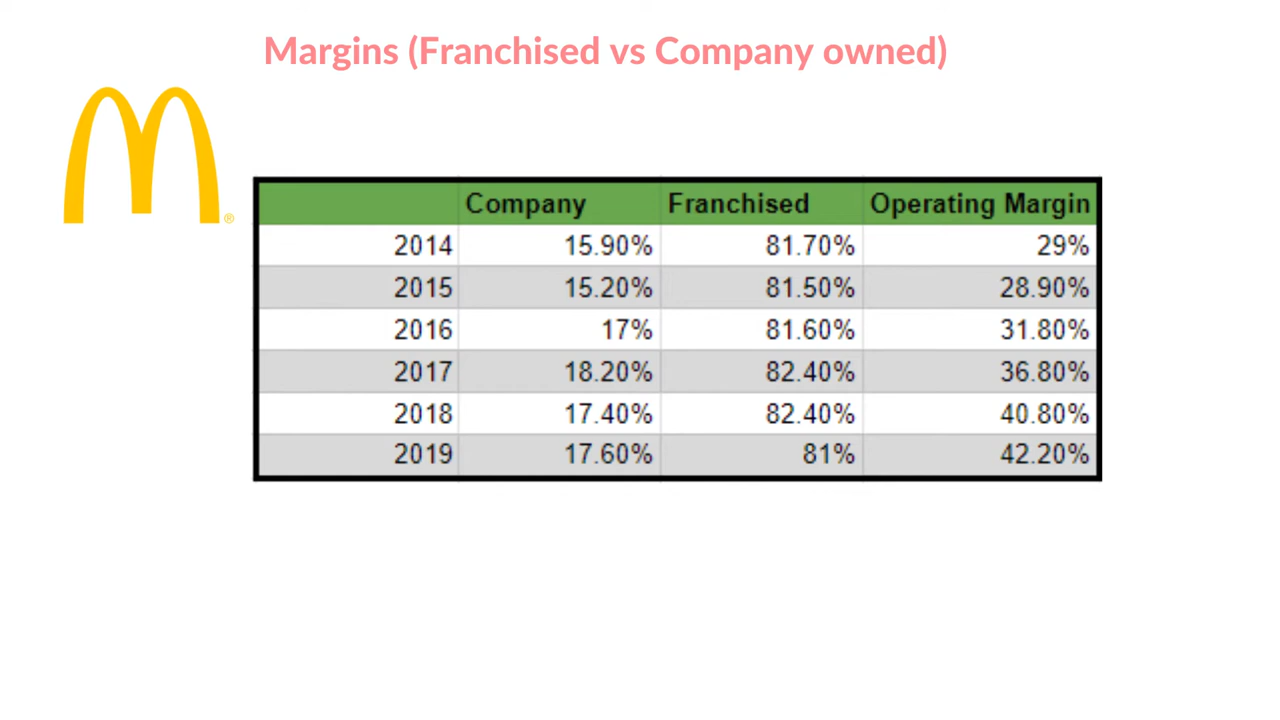 Margins (Franchised vs Company owned)
®
Company Franchised Operating Margin
2014 15.90% 81.70% 29%
2015 15.20% 81.50% 28.90%
2016 17% 81.60% 31.80%
2017 18.20% 82.40% 36.80%
2018 17.40% 82.40% 40.80%
2019 17.60% 81% 42.20%